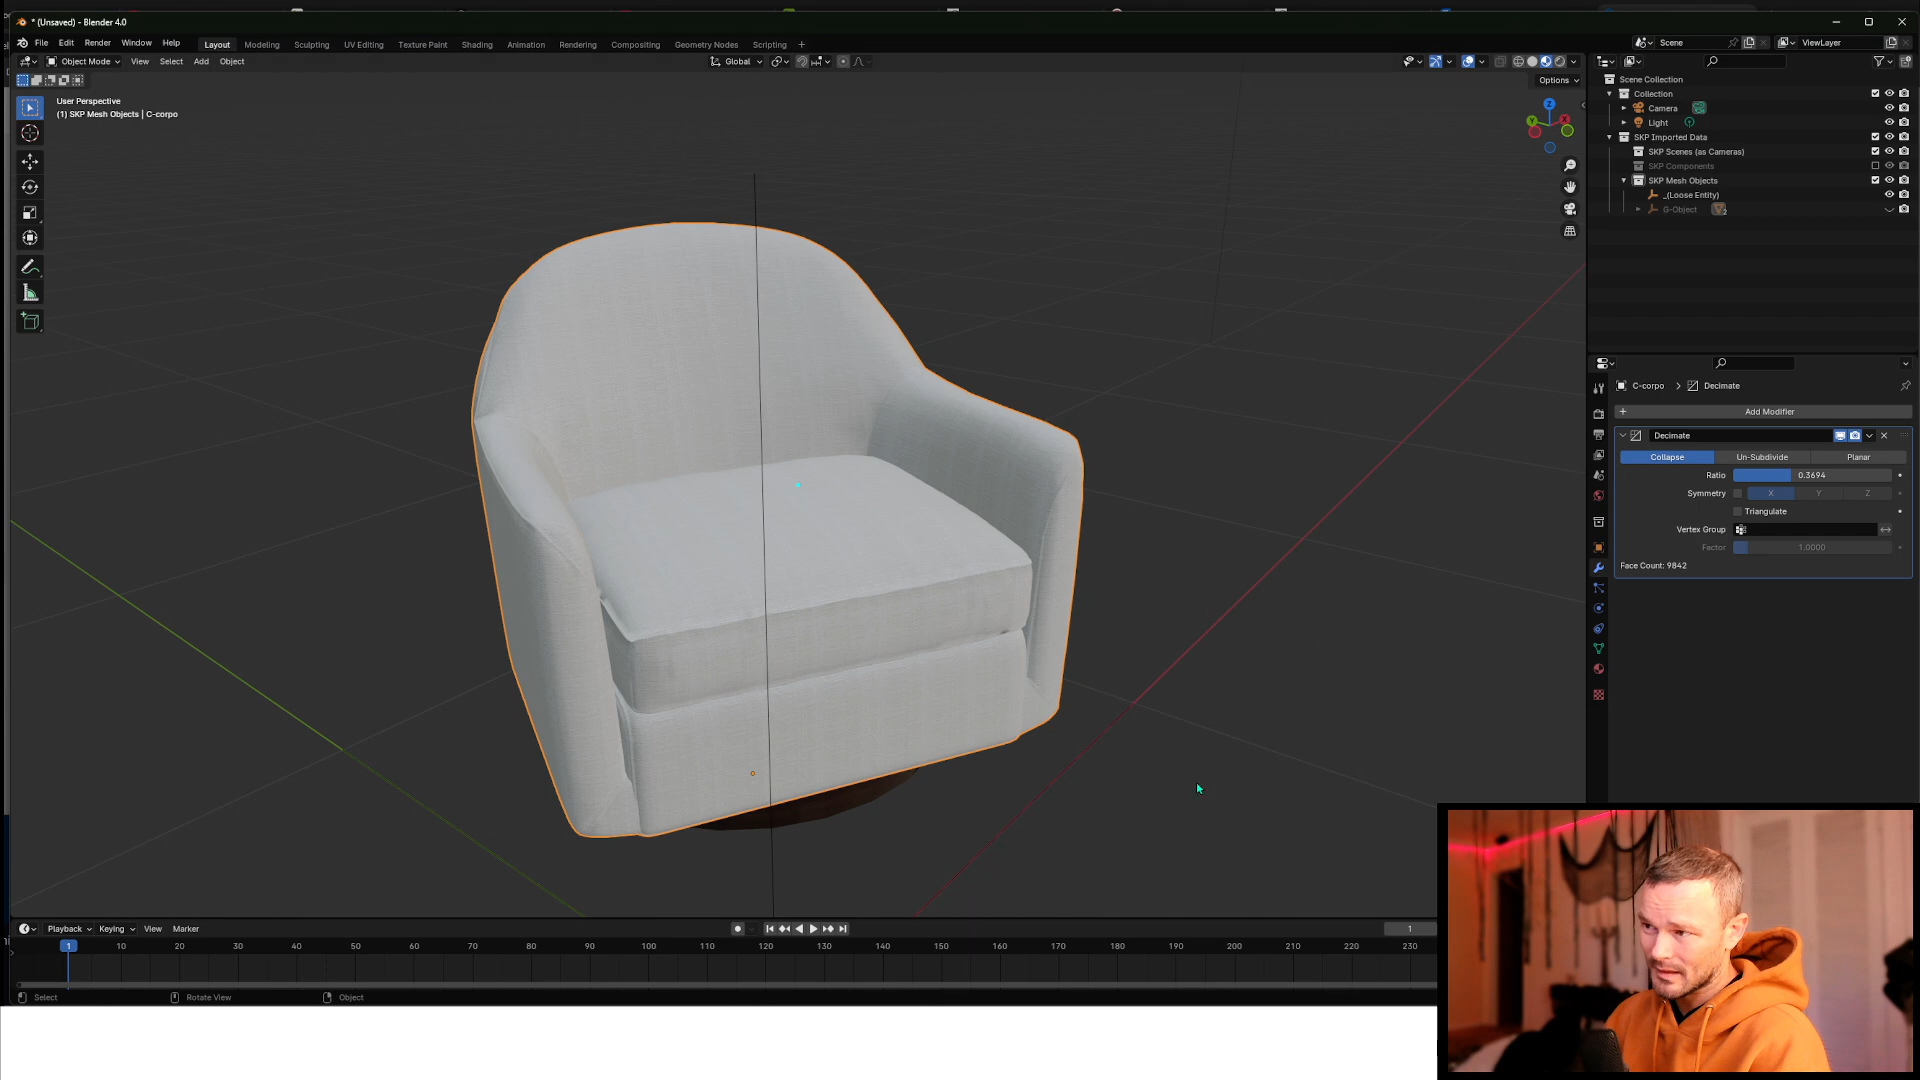 * (Unsaved) - Blender 4.0
File Edit Render Window Help Layout Modeling Sculpting UV Editing Texture Paint Shading Animation Rendering Compositing Geometry Nodes Scripting + Scene ViewLayer
Object Mode View Select Add Object Global
Options
User Perspective
(1) SKP Mesh Objects | C-corpo
Z
Y
X
Scene Collection
Collection
Camera
Light
SKP Imported Data
SKP Scenes (as Cameras)
SKP Components
SKP Mesh Objects
_(Loose Entity)
G-Object 2
C-corpo > Decimate
+ Add Modifier
Decimate
Collapse Un-Subdivide Planar
Ratio 0.3694
Symmetry X Y Z
Triangulate
Vertex Group
Factor 1.0000
Face Count: 9842
Playback Keying View Marker 1
1 10 20 30 40 50 60 70 80 90 100 110 120 130 140 150 160 170 180 190 200 210 220 230
Select Rotate View Object